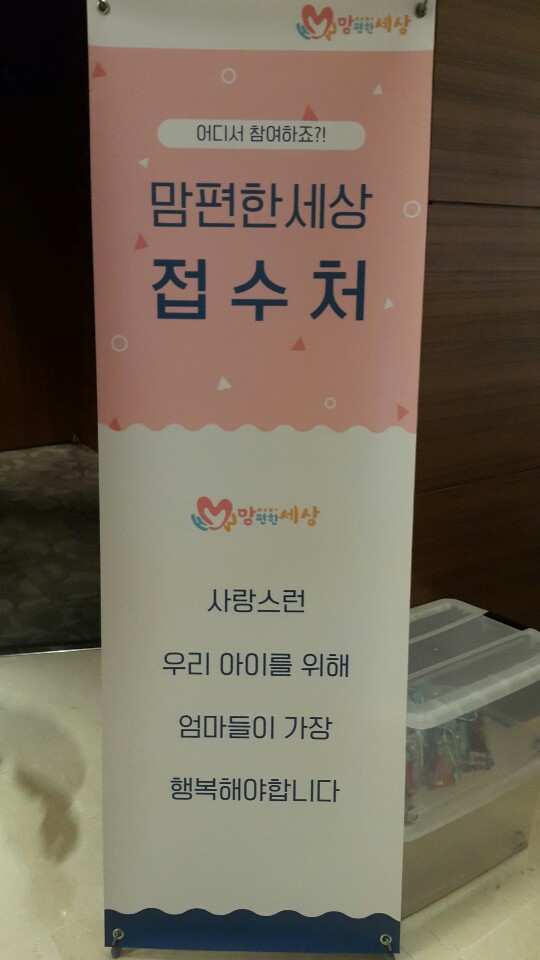 맘편한세상
어디서 참여하죠?!
맘편한세상
접수처
맘편한세상
사랑스런
우리 아이를 위해
엄마들이 가장
행복해야합니다